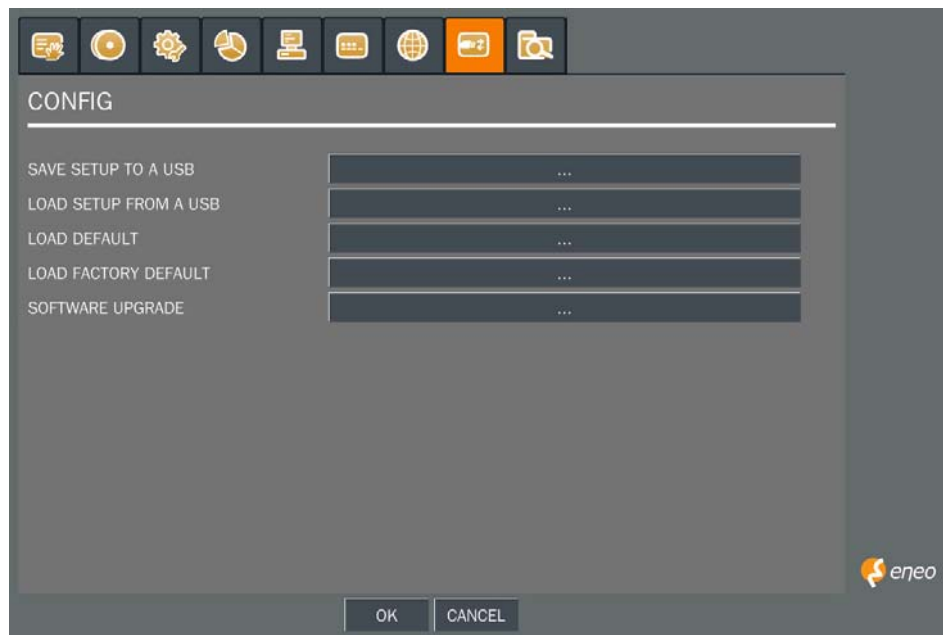 CONFIG
SAVE SETUP TO A USB ...
LOAD SETUP FROM A USB ...
LOAD DEFAULT ...
LOAD FACTORY DEFAULT ...
SOFTWARE UPGRADE ...
eneo
OK CANCEL